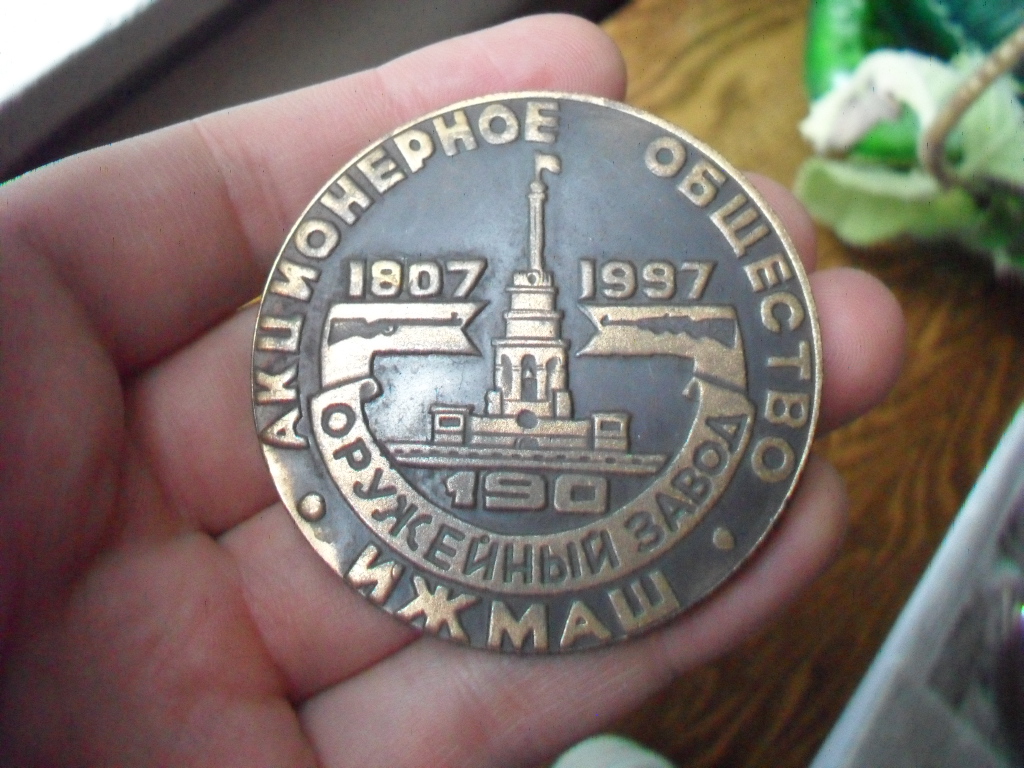 АКЦИОНЕРНОЕ ОБЩЕСТВО
1807 1997
190
ОРУЖЕЙНЫЙ ЗАВОД
ИЖМАШ